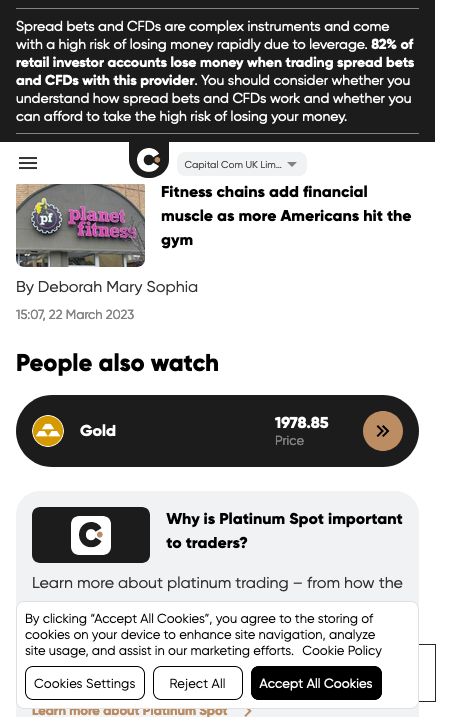 Spread bets and CFDs are complex instruments and come
with a high risk of losing money rapidly due to leverage. 82% of
retail investor accounts lose money when trading spread bets
and CFDs with this provider. You should consider whether you
understand how spread bets and CFDs work and whether you
can afford to take the high risk of losing your money.
Capital Com UK Lim...
pf planet fitness
Fitness chains add financial
muscle as more Americans hit the
gym
By Deborah Mary Sophia
15:07, 22 March 2023
People also watch
Gold
1978.85
Price
Why is Platinum Spot important
to traders?
Learn more about platinum trading – from how the
By clicking “Accept All Cookies”, you agree to the storing of
cookies on your device to enhance site navigation, analyze
site usage, and assist in our marketing efforts. Cookie Policy
Cookies Settings
Reject All
Accept All Cookies
Learn more about Platinum Spot